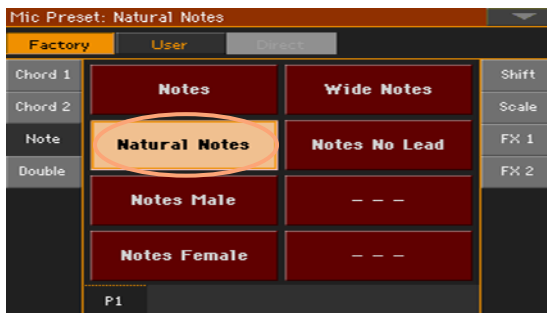 Mic Preset: Natural Notes
Factory User Direct
Chord 1
Chord 2
Note
Double
Notes Wide Notes
Natural Notes Notes No Lead
Notes Male - - -
Notes Female - - -
Shift
Scale
FX 1
FX 2
P1